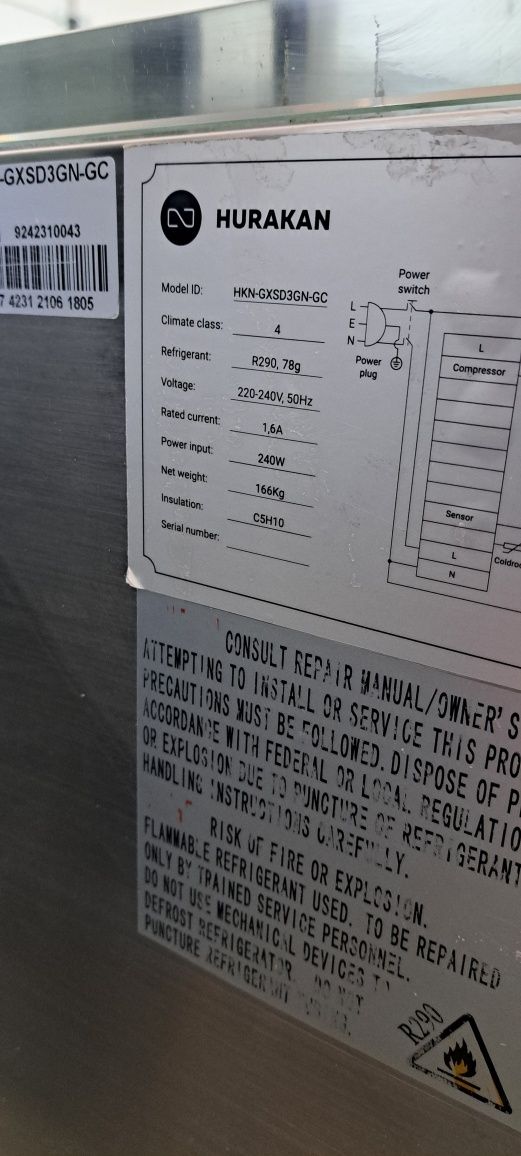 -GXSD3GN-GC
9242310043
7 4231 2106 1805
HURAKAN
Model ID: HKN-GXSD3GN-GC
Climate class: 4
Refrigerant: R290, 78g
Voltage: 220-240V, 50Hz
Rated current: 1,6A
Power input: 240W
Net weight: 166Kg
Insulation: C5H10
Serial number:
Power
switch
L
E
N
Power
plug
L
Compressor
Sensor
L
N
Coldroo
CONSULT REPAIR MANUAL/OWNER'S
ATTEMPTING TO INSTALL OR SERVICE THIS PRO
PRECAUTIONS MUST BE FOLLOWED. DISPOSE OF P
ACCORDANCE WITH FEDERAL OR LOCAL REGULATIO
OR EXPLOSION DUE TO PUNCTURE OF REFRIGERANT
HANDLING INSTRUCTIONS CAREFULLY.
RISK OF FIRE OR EXPLOSION.
FLAMMABLE REFRIGERANT USED. TO BE REPAIRED
ONLY BY TRAINED SERVICE PERSONNEL.
DO NOT USE MECHANICAL DEVICES TO
DEFROST REFRIGERATOR. DO NOT
PUNCTURE REFRIGERANT
R290